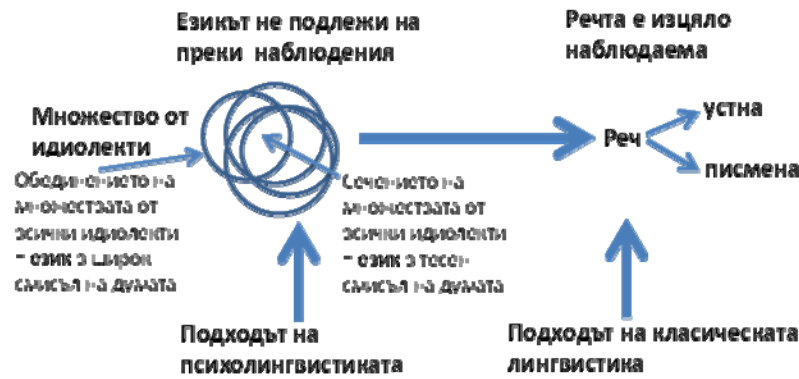 Езикът не подлежи на
преки наблюдения
Речта е изцяло
наблюдаема
Множество от
идиолекти
Обединението на
множествата от
всички идиолекти
– език в широк
смисъл на думата
Сечението на
множествата от
всички идиолекти
– език в тесен
смисъл на думата
Реч
устна
писмена
Подходът на
психолингвистиката
Подходът на класическата
лингвистика